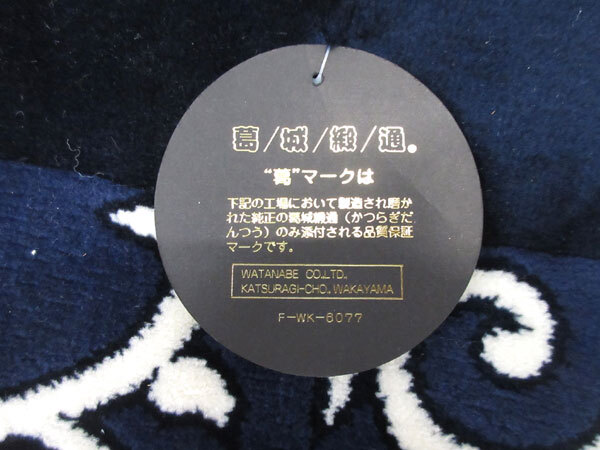 葛/城/緞/通。
“葛”マークは
下記の工場において製造され磨か
れた純正の葛城緞通（かつらぎだ
んつう）のみ添付される品質保証
マークです。
WATANABE CO.,LTD.
KATSURAGI-CHO. WAKAYAMA
F-WK-6077